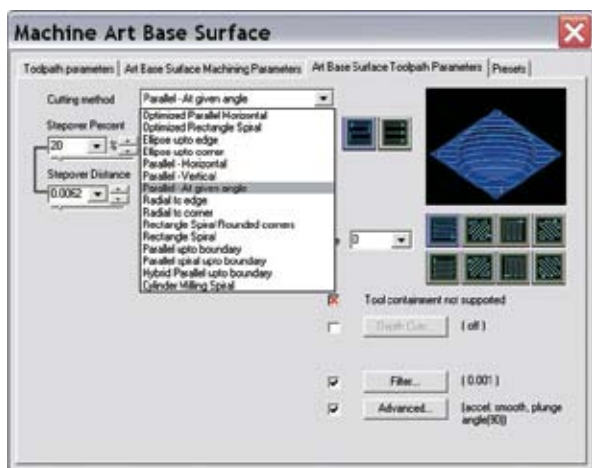 Machine Art Base Surface
Toolpath parameters | Art Base Surface Machining Parameters | Art Base Surface Toolpath Parameters | Presets
Cutting method
Parallel - At given angle
Optimized Parallel Horizontal
Optimized Rectangle Spiral
Ellipse upto edge
Ellipse upto corner
Parallel - Horizontal
Parallel - Vertical
Parallel - At given angle
Radial to edge
Radial to corner
Rectangle Spiral Rounded corners
Rectangle Spiral
Parallel upto boundary
Parallel spiral upto boundary
Hybrid Parallel upto boundary
Cylinder Milling Spiral
Stepover Percent
20 %
Stepover Distance
0.0062
0
Tool containment not supported
Depth Cuts... ( off )
Filter... ( 0.001 )
Advanced... (accel, smooth, plunge
angle(90))